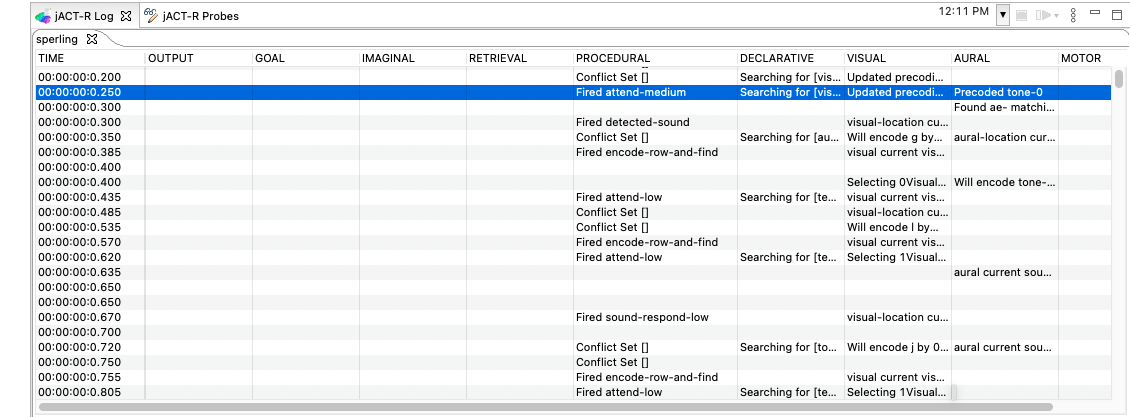 jACT-R Log jACT-R Probes 12:11 PM
sperling
TIME OUTPUT GOAL IMAGINAL RETRIEVAL PROCEDURAL DECLARATIVE VISUAL AURAL MOTOR
00:00:00:0.200 Conflict Set [] Searching for [vis... Updated precodi...
00:00:00:0.250 Fired attend-medium Searching for [vis... Updated precodi... Precoded tone-0
00:00:00:0.300 Found ae- matchi...
00:00:00:0.300 Fired detected-sound visual-location cu...
00:00:00:0.350 Conflict Set [] Searching for [au... Will encode g by... aural-location cur...
00:00:00:0.385 Fired encode-row-and-find visual current vis...
00:00:00:0.400
00:00:00:0.400 Selecting 0Visual... Will encode tone-...
00:00:00:0.435 Fired attend-low Searching for [te... visual current vis...
00:00:00:0.485 Conflict Set [] visual-location cu...
00:00:00:0.535 Conflict Set [] Will encode l by...
00:00:00:0.570 Fired encode-row-and-find visual current vis...
00:00:00:0.620 Fired attend-low Searching for [te... Selecting 1Visual...
00:00:00:0.635 aural current sou...
00:00:00:0.650
00:00:00:0.650
00:00:00:0.670 Fired sound-respond-low visual-location cu...
00:00:00:0.700
00:00:00:0.720 Conflict Set [] Searching for [to... Will encode j by 0... aural current sou...
00:00:00:0.750 Conflict Set []
00:00:00:0.755 Fired encode-row-and-find visual current vis...
00:00:00:0.805 Fired attend-low Searching for [te... Selecting 1Visual...